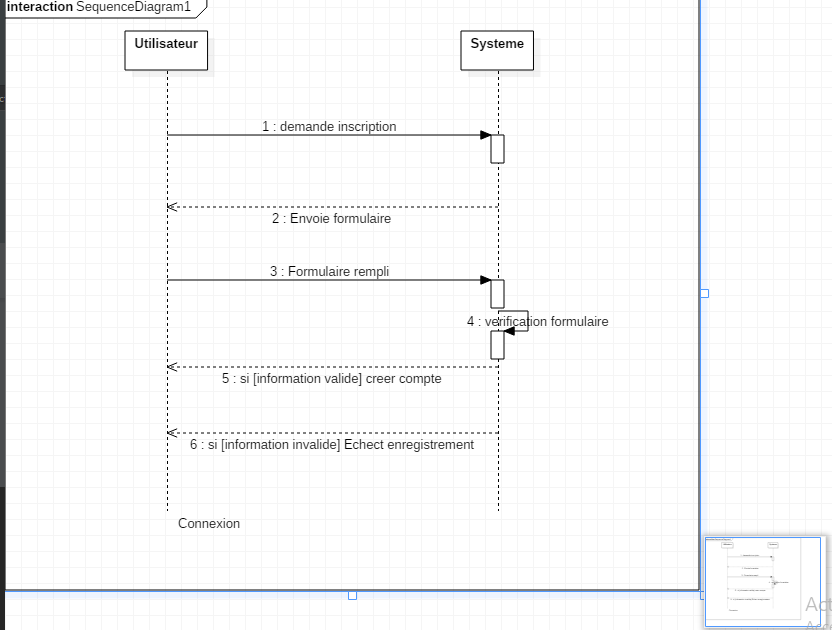 interaction SequenceDiagram1
Utilisateur
Systeme
1 : demande inscription
2 : Envoie formulaire
3 : Formulaire rempli
4 : verification formulaire
5 : si [information valide] creer compte
6 : si [information invalide] Echect enregistrement
Connexion